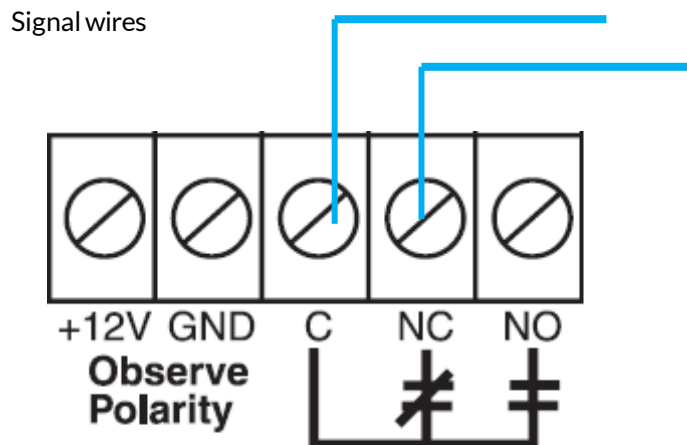 Signal wires
+12V GND C NC NO
Observe
Polarity